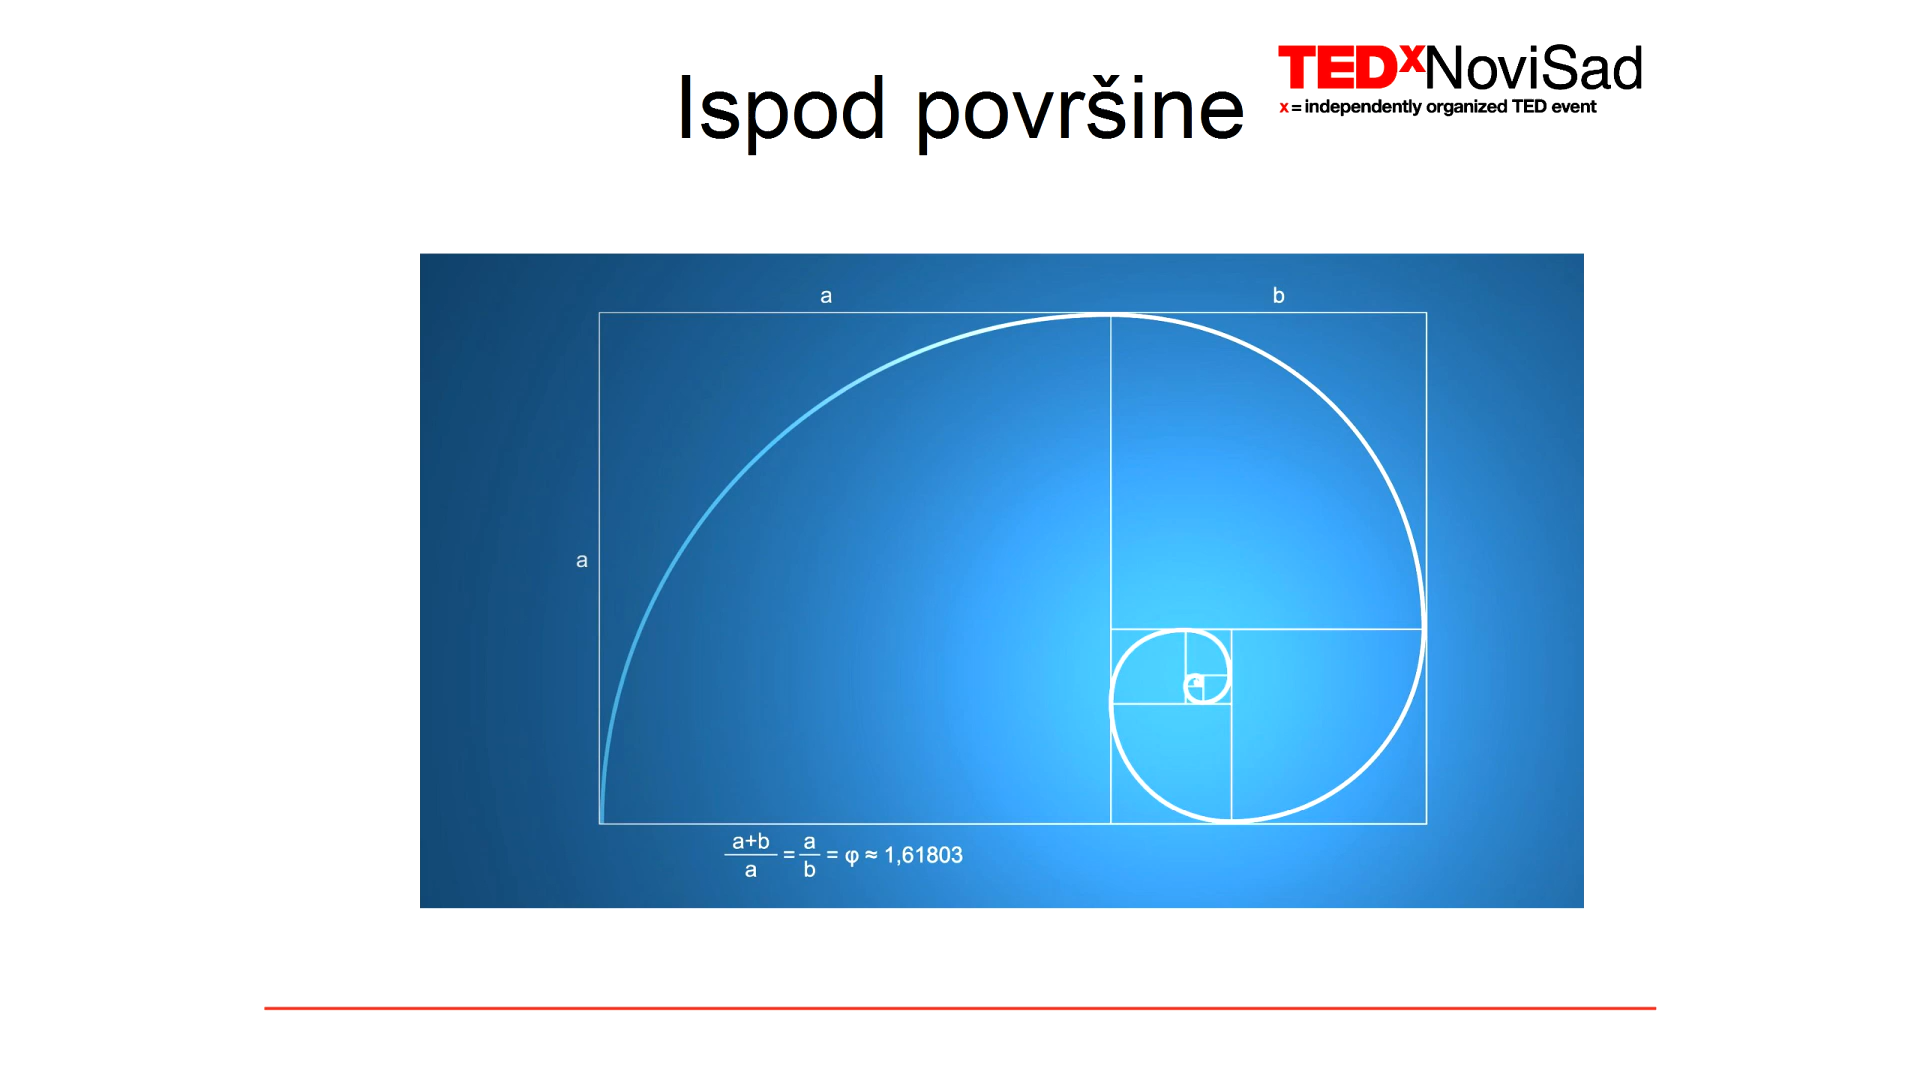 Ispod površine
TEDxNoviSad
x = independently organized TED event
a
b
a
a+b
a
=
a
b
= φ ≈ 1,61803